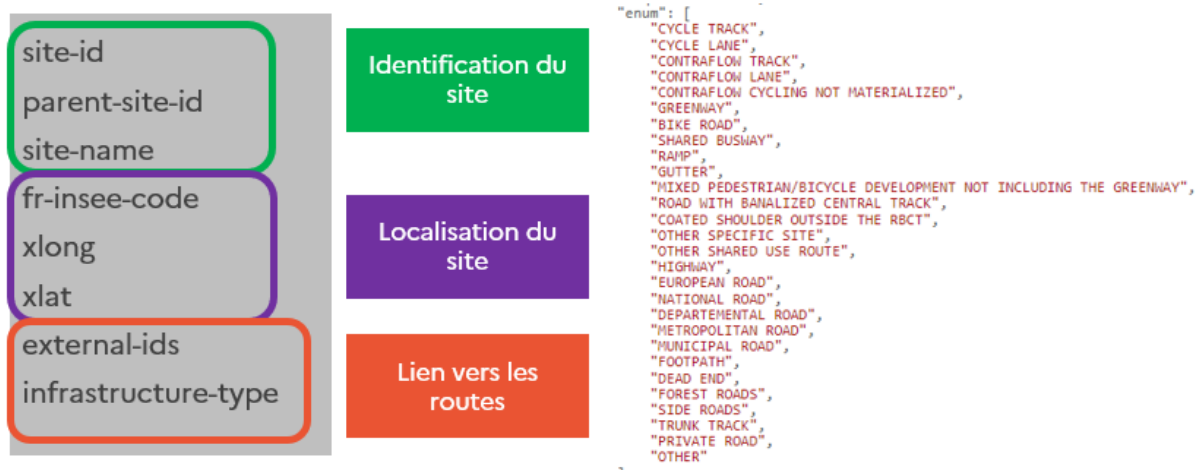 site-id
parent-site-id
site-name
fr-insee-code
xlong
xlat
external-ids
infrastructure-type
Identification du
site
Localisation du
site
Lien vers les
routes
"enum": [
"CYCLE TRACK",
"CYCLE LANE",
"CONTRAFLOW TRACK",
"CONTRAFLOW LANE",
"CONTRAFLOW CYCLING NOT MATERIALIZED",
"GREENWAY",
"BIKE ROAD",
"SHARED BUSWAY",
"RAMP",
"GUTTER",
"MIXED PEDESTRIAN/BICYCLE DEVELOPMENT NOT INCLUDING THE GREENWAY",
"ROAD WITH BANALIZED CENTRAL TRACK",
"COATED SHOULDER OUTSIDE THE RBCT",
"OTHER SPECIFIC SITE",
"OTHER SHARED USE ROUTE",
"HIGHWAY",
"EUROPEAN ROAD",
"NATIONAL ROAD",
"DEPARTEMENTAL ROAD",
"METROPOLITAN ROAD",
"MUNICIPAL ROAD",
"FOOTPATH",
"DEAD END",
"FOREST ROADS",
"SIDE ROADS",
"TRUNK TRACK",
"PRIVATE ROAD",
"OTHER"